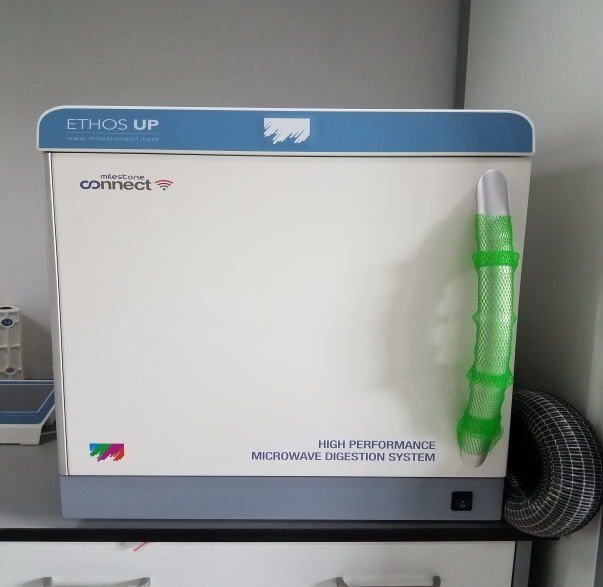 ETHOS UP
www.milestonesrl.com
milestone
connect
HIGH PERFORMANCE
MICROWAVE DIGESTION SYSTEM